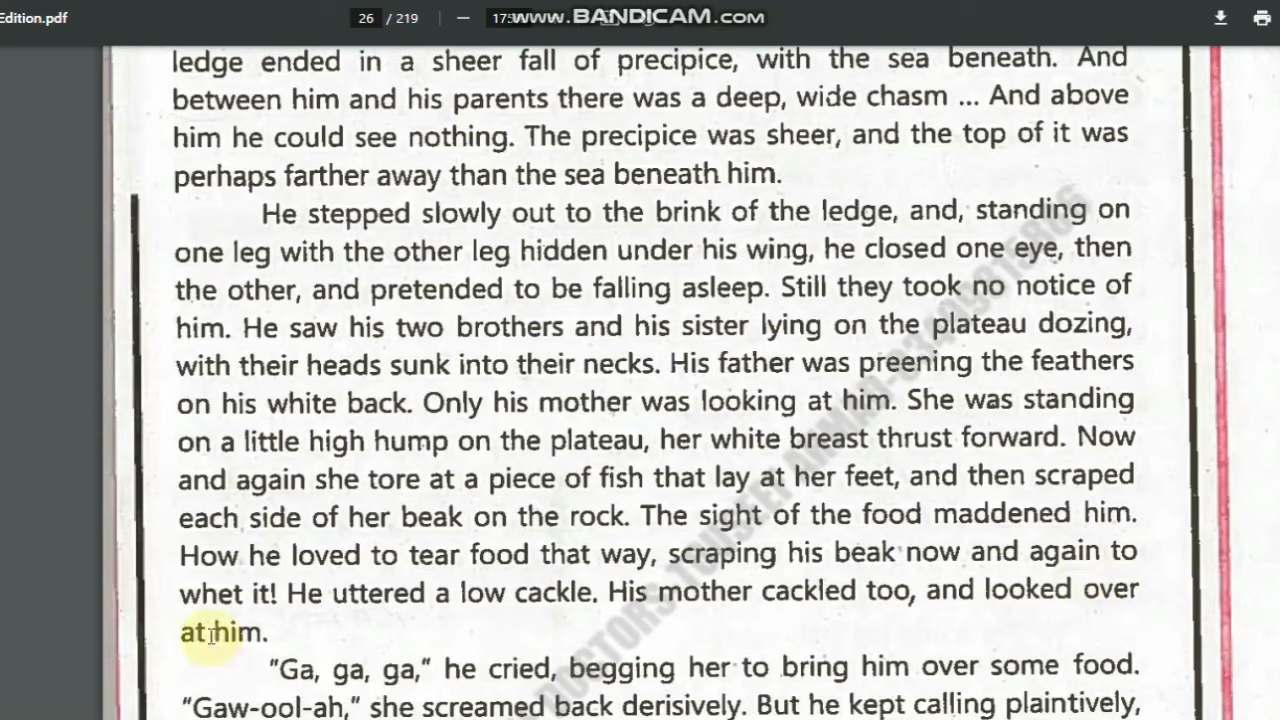 Edition.pdf
26 / 219
www.BANDICAM.com
ledge ended in a sheer fall of precipice, with the sea beneath. And
between him and his parents there was a deep, wide chasm ... And above
him he could see nothing. The precipice was sheer, and the top of it was
perhaps farther away than the sea beneath him.
He stepped slowly out to the brink of the ledge, and, standing on
one leg with the other leg hidden under his wing, he closed one eye, then
the other, and pretended to be falling asleep. Still they took no notice of
him. He saw his two brothers and his sister lying on the plateau dozing,
with their heads sunk into their necks. His father was preening the feathers
on his white back. Only his mother was looking at him. She was standing
on a little high hump on the plateau, her white breast thrust forward. Now
and again she tore at a piece of fish that lay at her feet, and then scraped
each side of her beak on the rock. The sight of the food maddened him.
How he loved to tear food that way, scraping his beak now and again to
whet it! He uttered a low cackle. His mother cackled too, and looked over
at him.
"Ga, ga, ga," he cried, begging her to bring him over some food.
"Gaw-ool-ah," she screamed back derisively. But he kept calling plaintively,